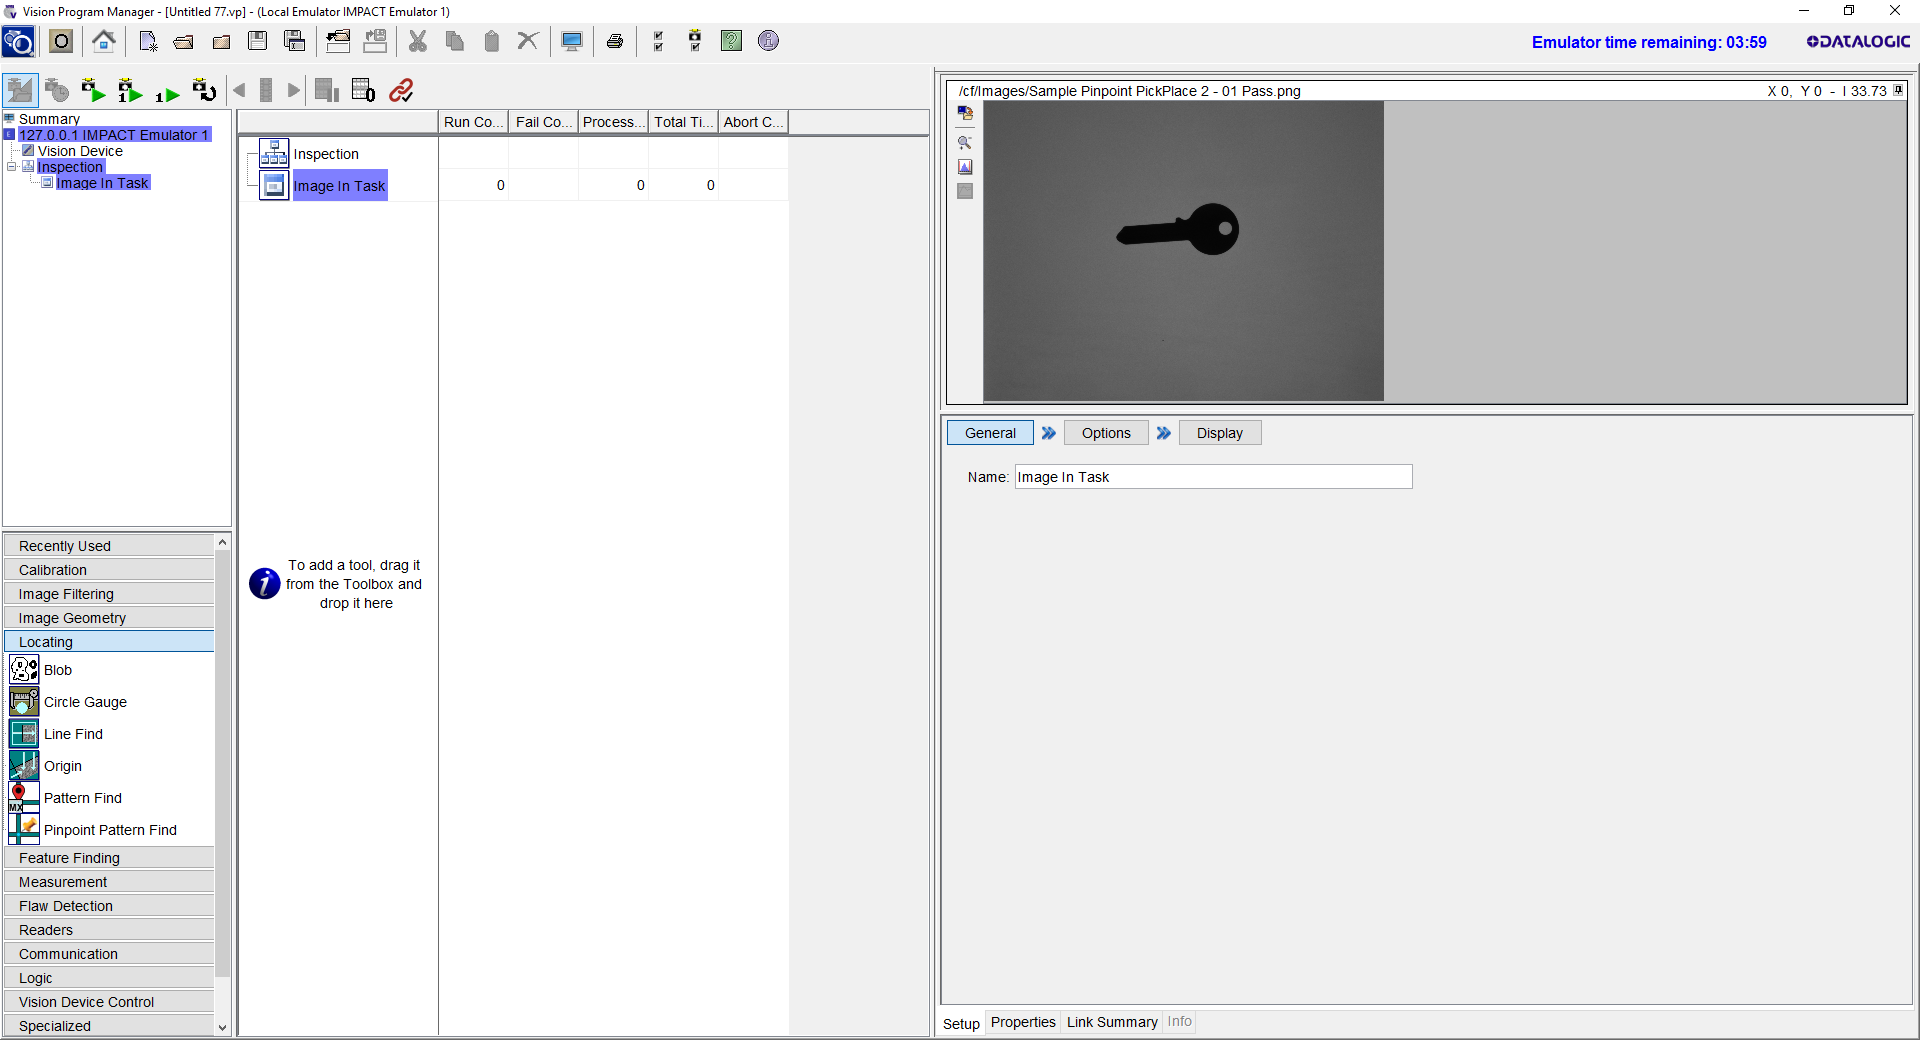 Vision Program Manager - [Untitled 77.vp] - (Local Emulator IMPACT Emulator 1)
Emulator time remaining: 03:59
DATALOGIC
Summary
127.0.0.1 IMPACT Emulator 1
Vision Device
Inspection
Image In Task
Run Co...
Fail Co...
Process...
Total Ti...
Abort C...
Inspection
Image In Task
0
0
0
To add a tool, drag it
from the Toolbox and
drop it here
Recently Used
Calibration
Image Filtering
Image Geometry
Locating
Blob
Circle Gauge
Line Find
Origin
MX
Pattern Find
Pinpoint Pattern Find
Feature Finding
Measurement
Flaw Detection
Readers
Communication
Logic
Vision Device Control
Specialized
/cf/Images/Sample Pinpoint PickPlace 2 - 01 Pass.png
X 0, Y 0 - I 33.73
General
Options
Display
Name:
Image In Task
Setup
Properties
Link Summary
Info